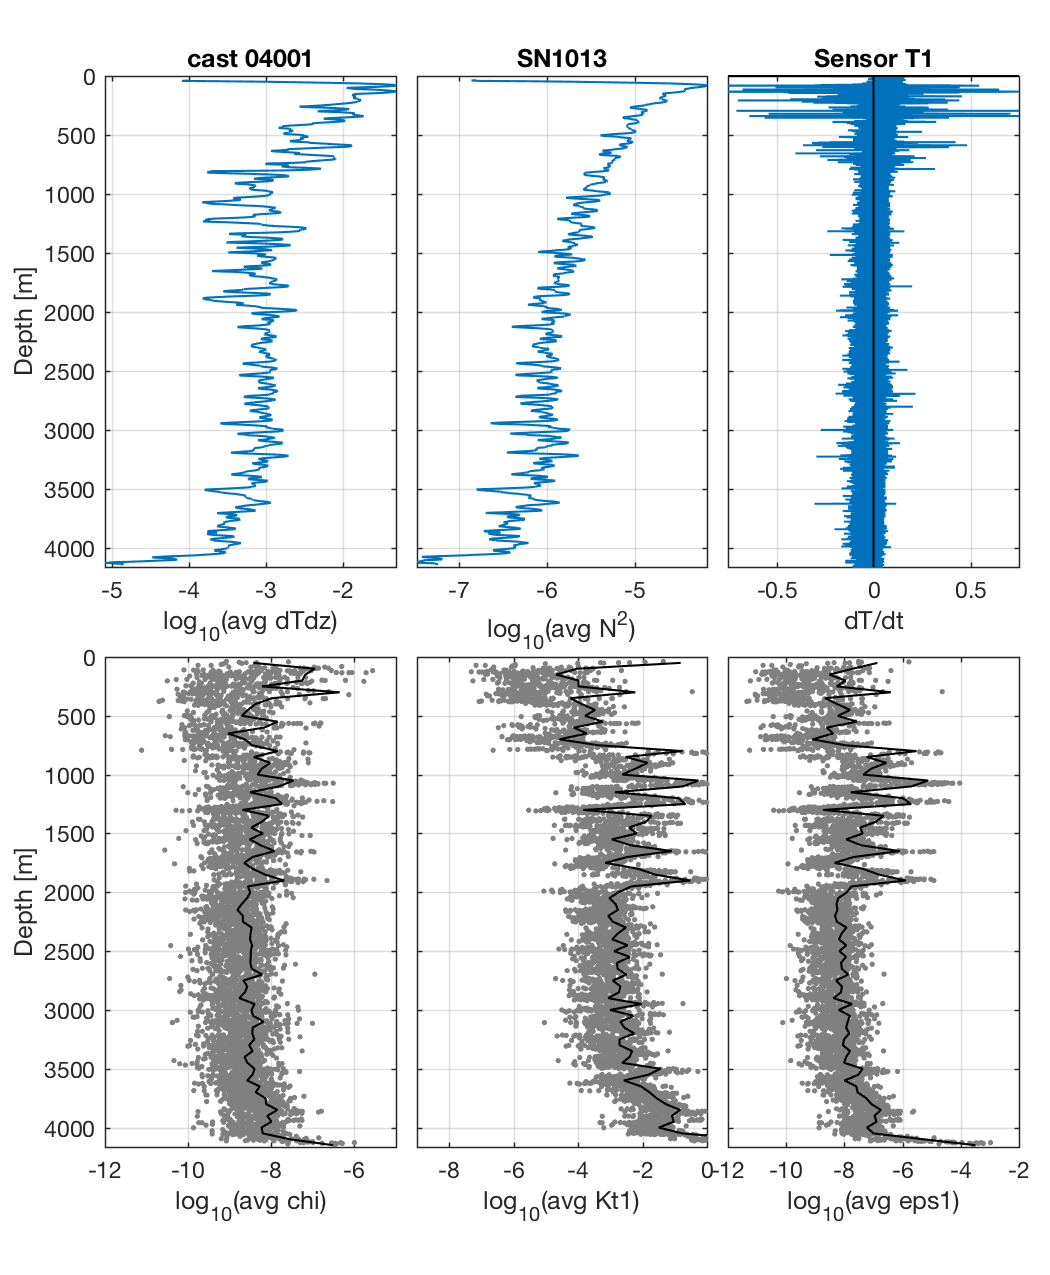 cast 04001 SN1013 Sensor T1
0
500
1000
1500
2000
2500
3000
3500
4000
Depth [m]
-5 -4 -3 -2 -7 -6 -5 -0.5 0 0.5
log10(avg dTdz) log10(avg N2) dT/dt
0
500
1000
1500
2000
2500
3000
3500
4000
Depth [m]
-12 -10 -8 -6 -8 -6 -4 -2 0 -12 -10 -8 -6 -4 -2
log10(avg chi) log10(avg Kt1) log10(avg eps1)